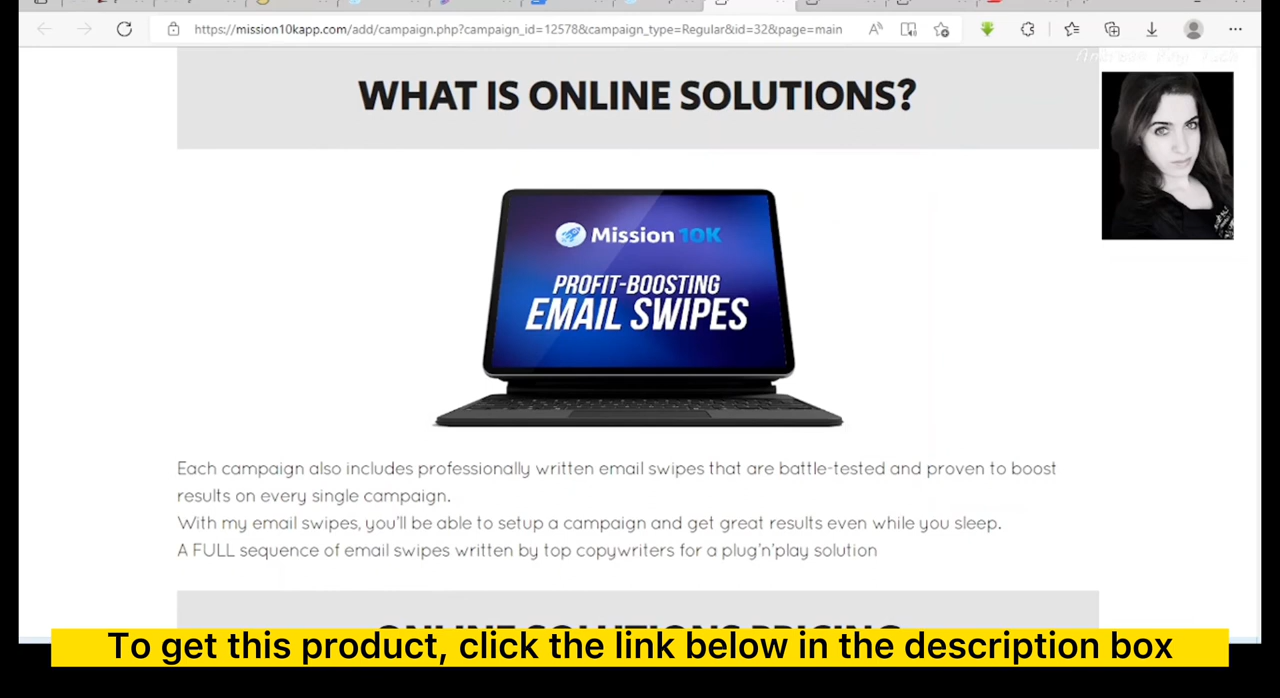 https://mission10kapp.com/add/campaign.php?campaign_id=12578&campaign_type=Regular&id=32&page=main
WHAT IS ONLINE SOLUTIONS?
Mission 10K
PROFIT-BOOSTING
EMAIL SWIPES
Each campaign also includes professionally written email swipes that are battle-tested and proven to boost
results on every single campaign.
With my email swipes, you'll be able to setup a campaign and get great results even while you sleep.
A FULL sequence of email swipes written by top copywriters for a plug'n'play solution
ONLINE SOLUTIONS PRICING
To get this product, click the link below in the description box